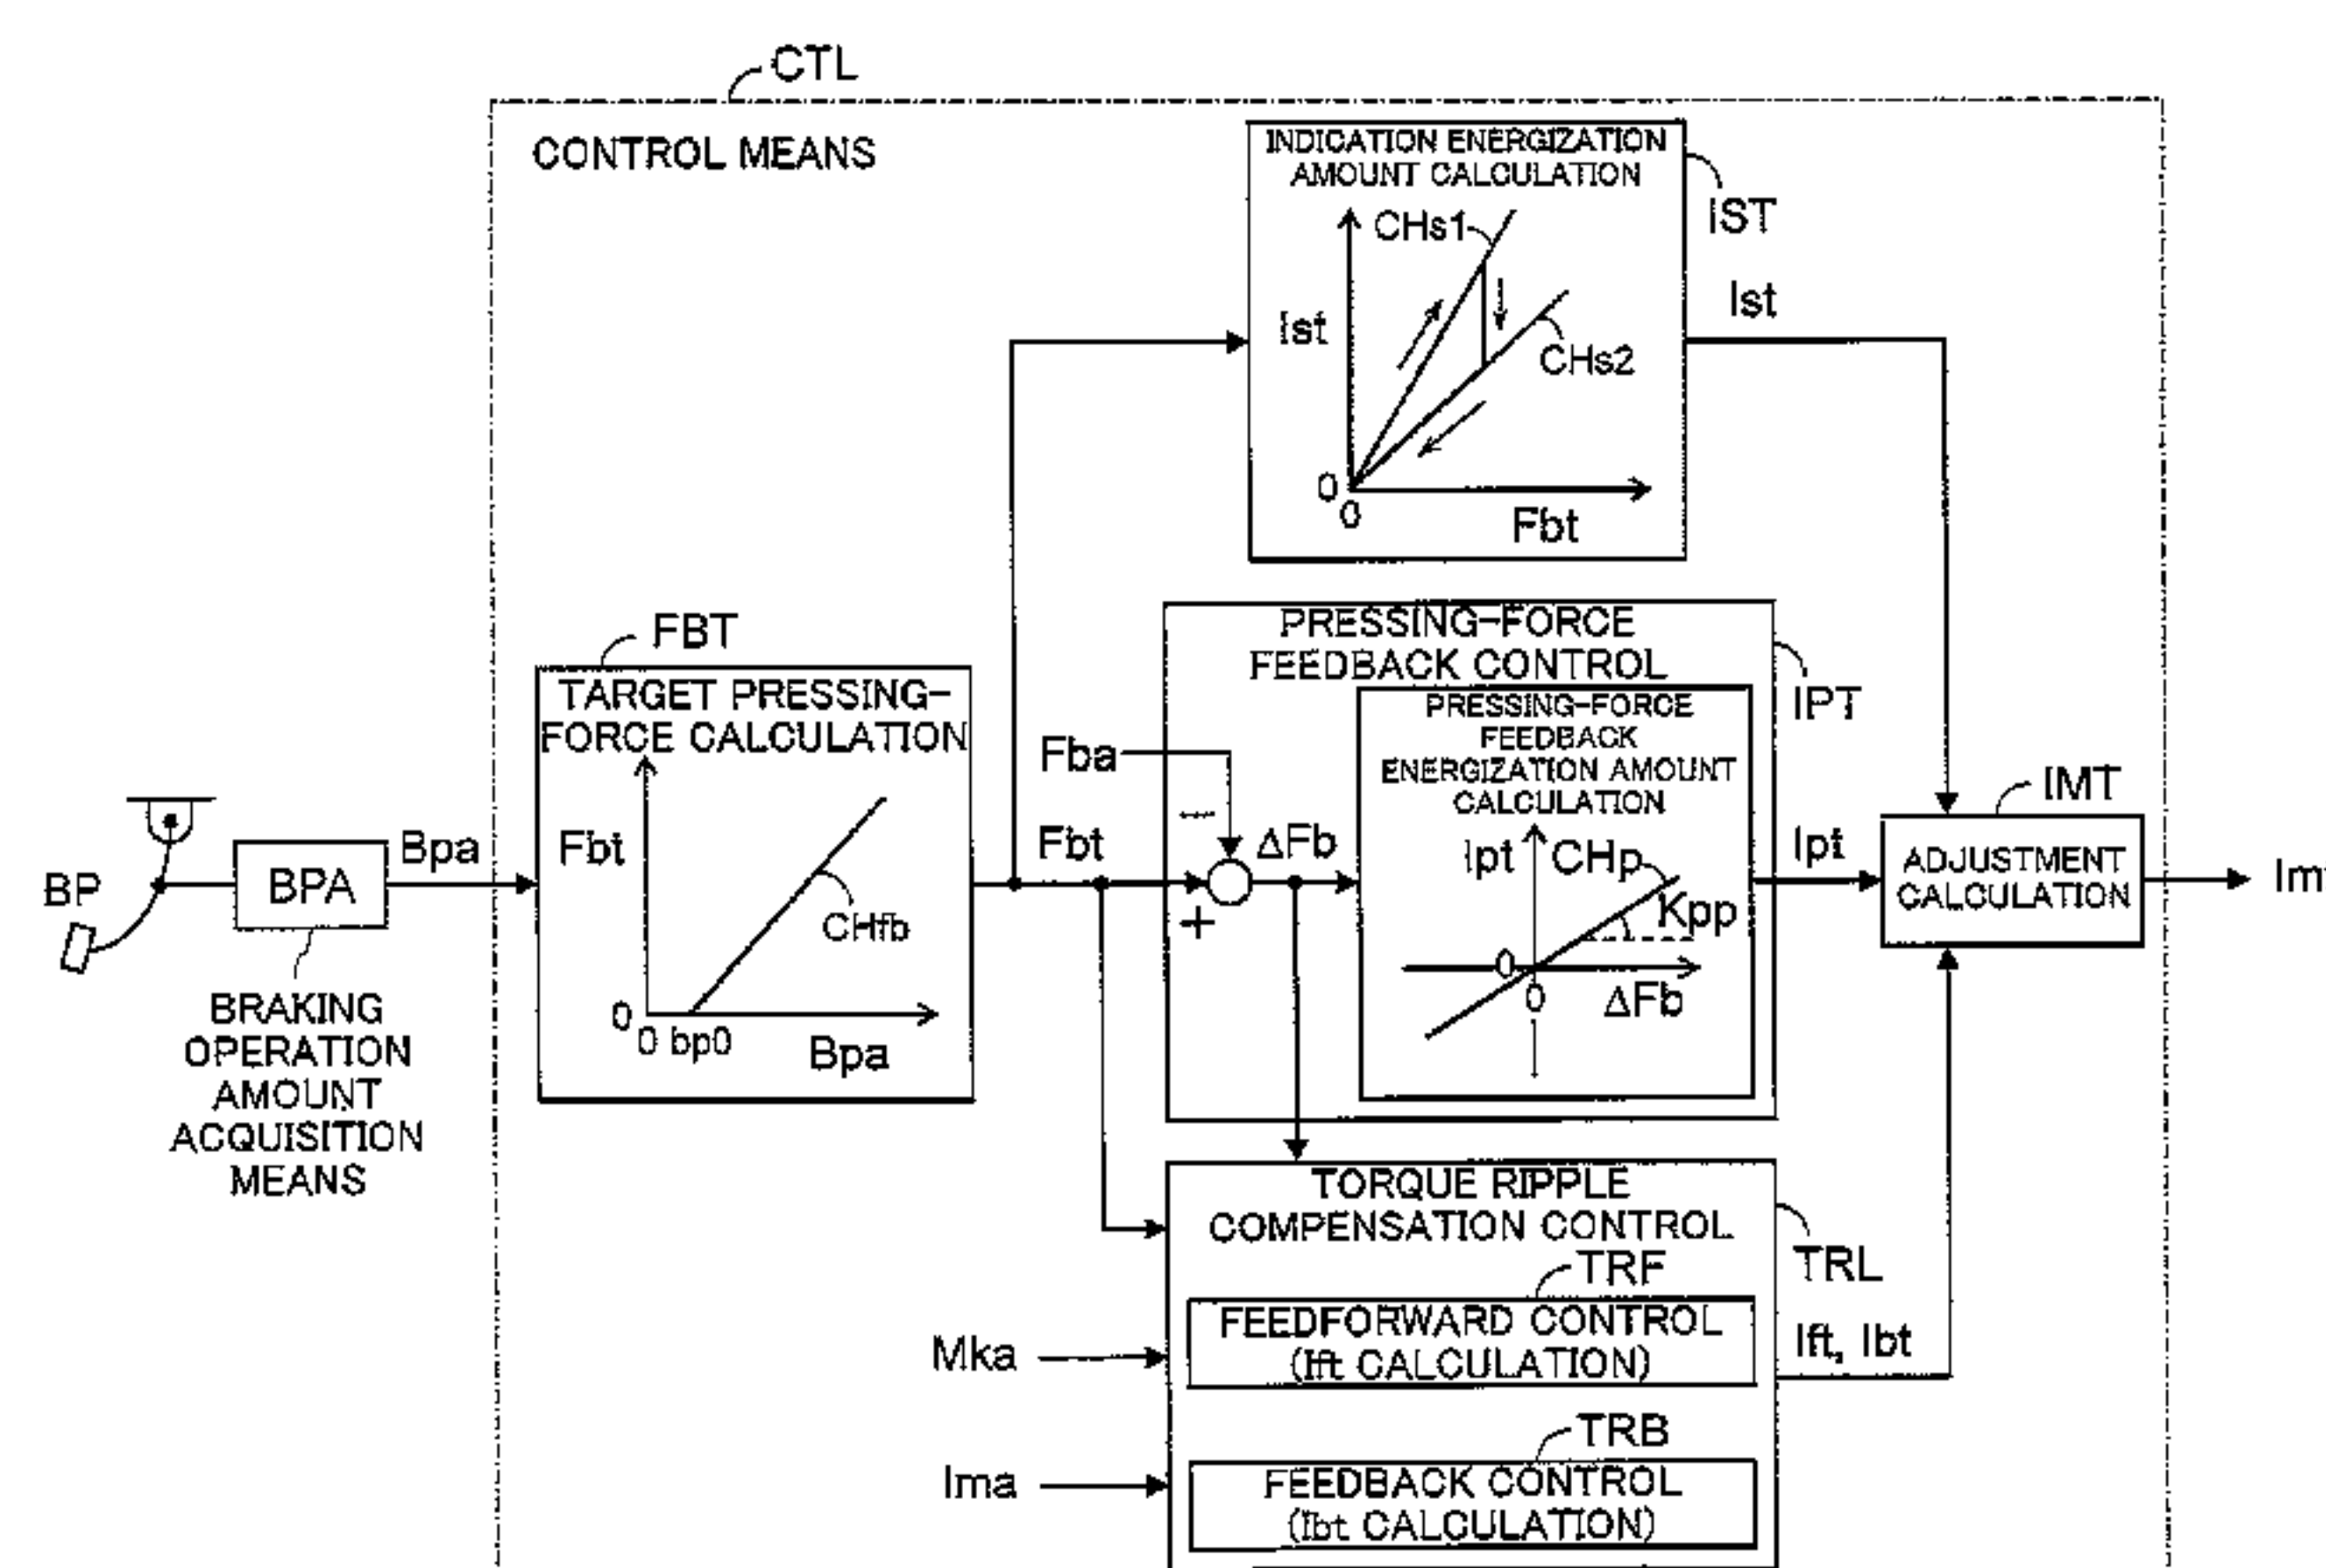 CTL
CONTROL MEANS
INDICATION ENERGIZATION
AMOUNT CALCULATION
IST
CHs1
Ist
CHs2
0
0
Fbt
Ist
FBT
TARGET PRESSING-
FORCE CALCULATION
Fbt
CHfb
0
0 bp0
Bpa
BP
BPA
Bpa
BRAKING
OPERATION
AMOUNT
ACQUISITION
MEANS
PRESSING-FORCE
FEEDBACK CONTROL
IPT
PRESSING-FORCE
FEEDBACK
ENERGIZATION AMOUNT
CALCULATION
Fba
−
Fbt
+
ΔFb
Ipt
CHp
Kpp
0
0
ΔFb
Ipt
IMT
ADJUSTMENT
CALCULATION
TORQUE RIPPLE
COMPENSATION CONTROL
TRL
TRF
FEEDFORWARD CONTROL
(Ift CALCULATION)
Mka
Ift, Ibt
TRB
Ima
FEEDBACK CONTROL
(Ibt CALCULATION)